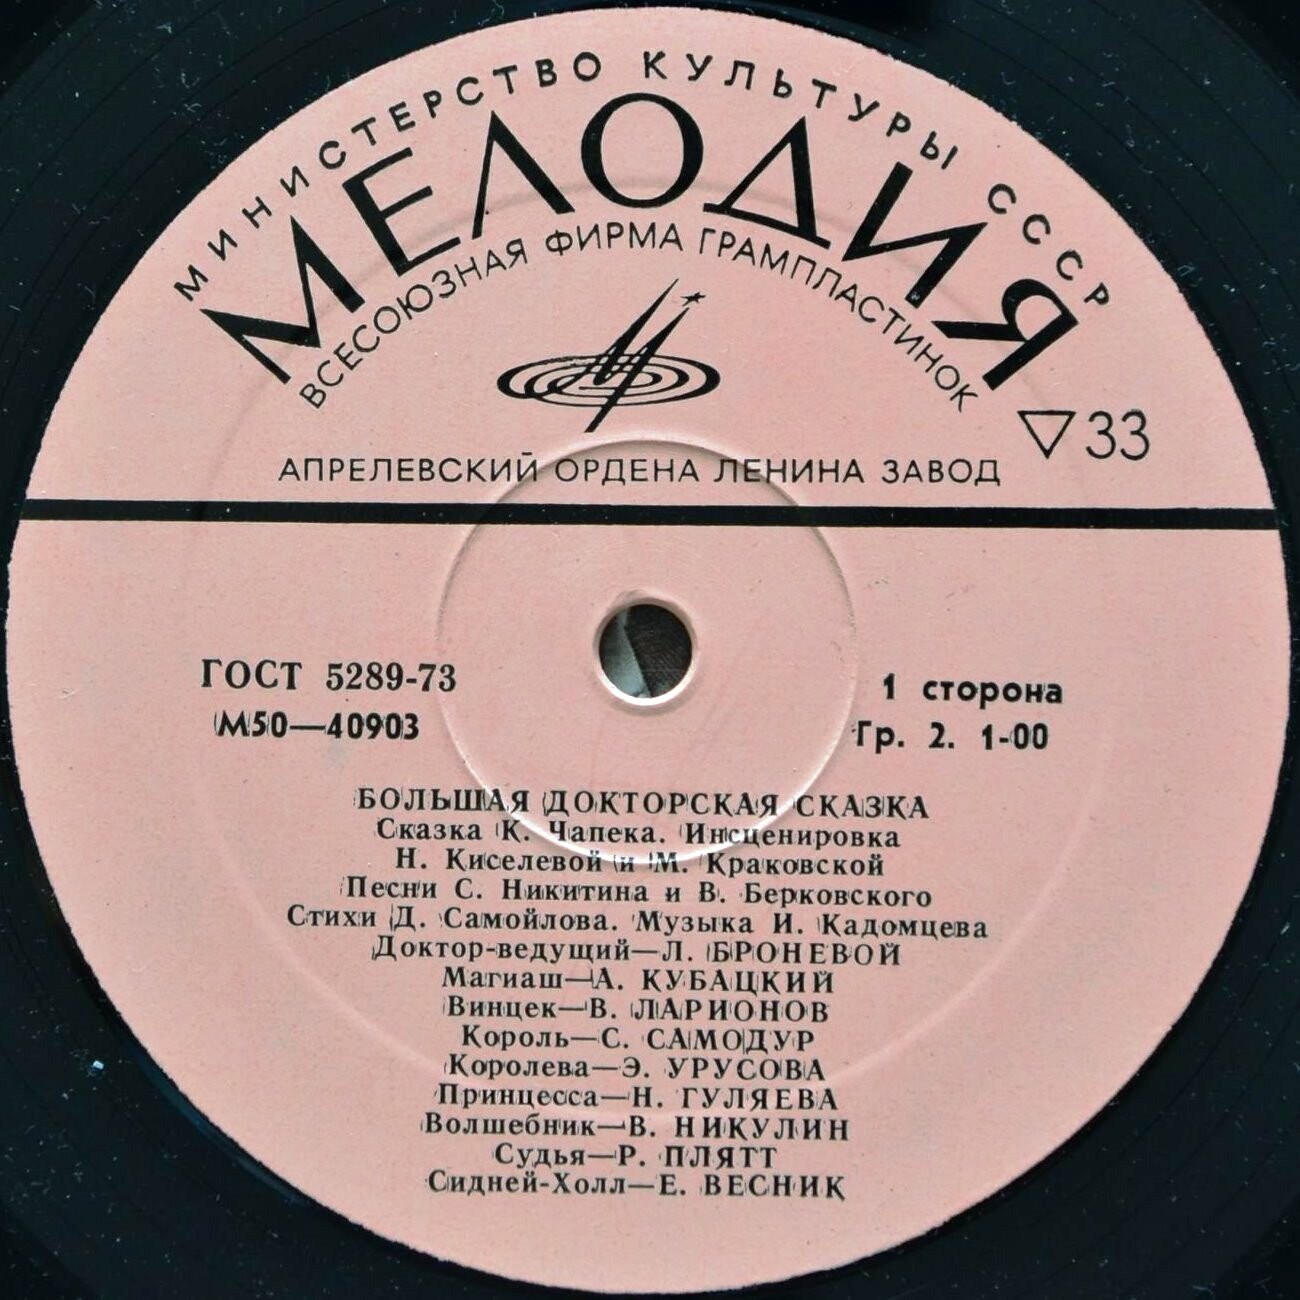 МИНИСТЕРСТВО КУЛЬТУРЫ СССР
МЕЛОДИЯ
ВСЕСОЮЗНАЯ ФИРМА ГРАМПЛАСТИНОК
33
АПРЕЛЕВСКИЙ ОРДЕНА ЛЕНИНА ЗАВОД
ГОСТ 5289-73
М50—40903
1 сторона
Гр. 2. 1-00
БОЛЬШАЯ ДОКТОРСКАЯ СКАЗКА
Сказка К. Чапека. Инсценировка
Н. Киселевой и М. Краковской
Песни С. Никитина и В. Берковского
Стихи Д. Самойлова. Музыка И. Кадомцева
Доктор-ведущий—Л. БРОНЕВОЙ
Магиаш—А. КУБАЦКИЙ
Винцек—В. ЛАРИОНОВ
Король—С. САМОДУР
Королева—Э. УРУСОВА
Принцесса—Н. ГУЛЯЕВА
Волшебник—В. НИКУЛИН
Судья—Р. ПЛЯТТ
Сидней-Холл—Е. ВЕСНИК